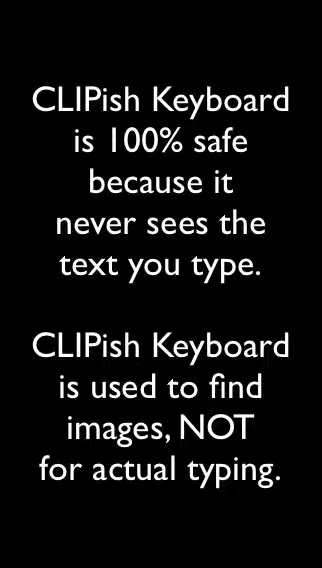 CLIPish Keyboard
is 100% safe
because it
never sees the
text you type.
CLIPish Keyboard
is used to find
images, NOT
for actual typing.